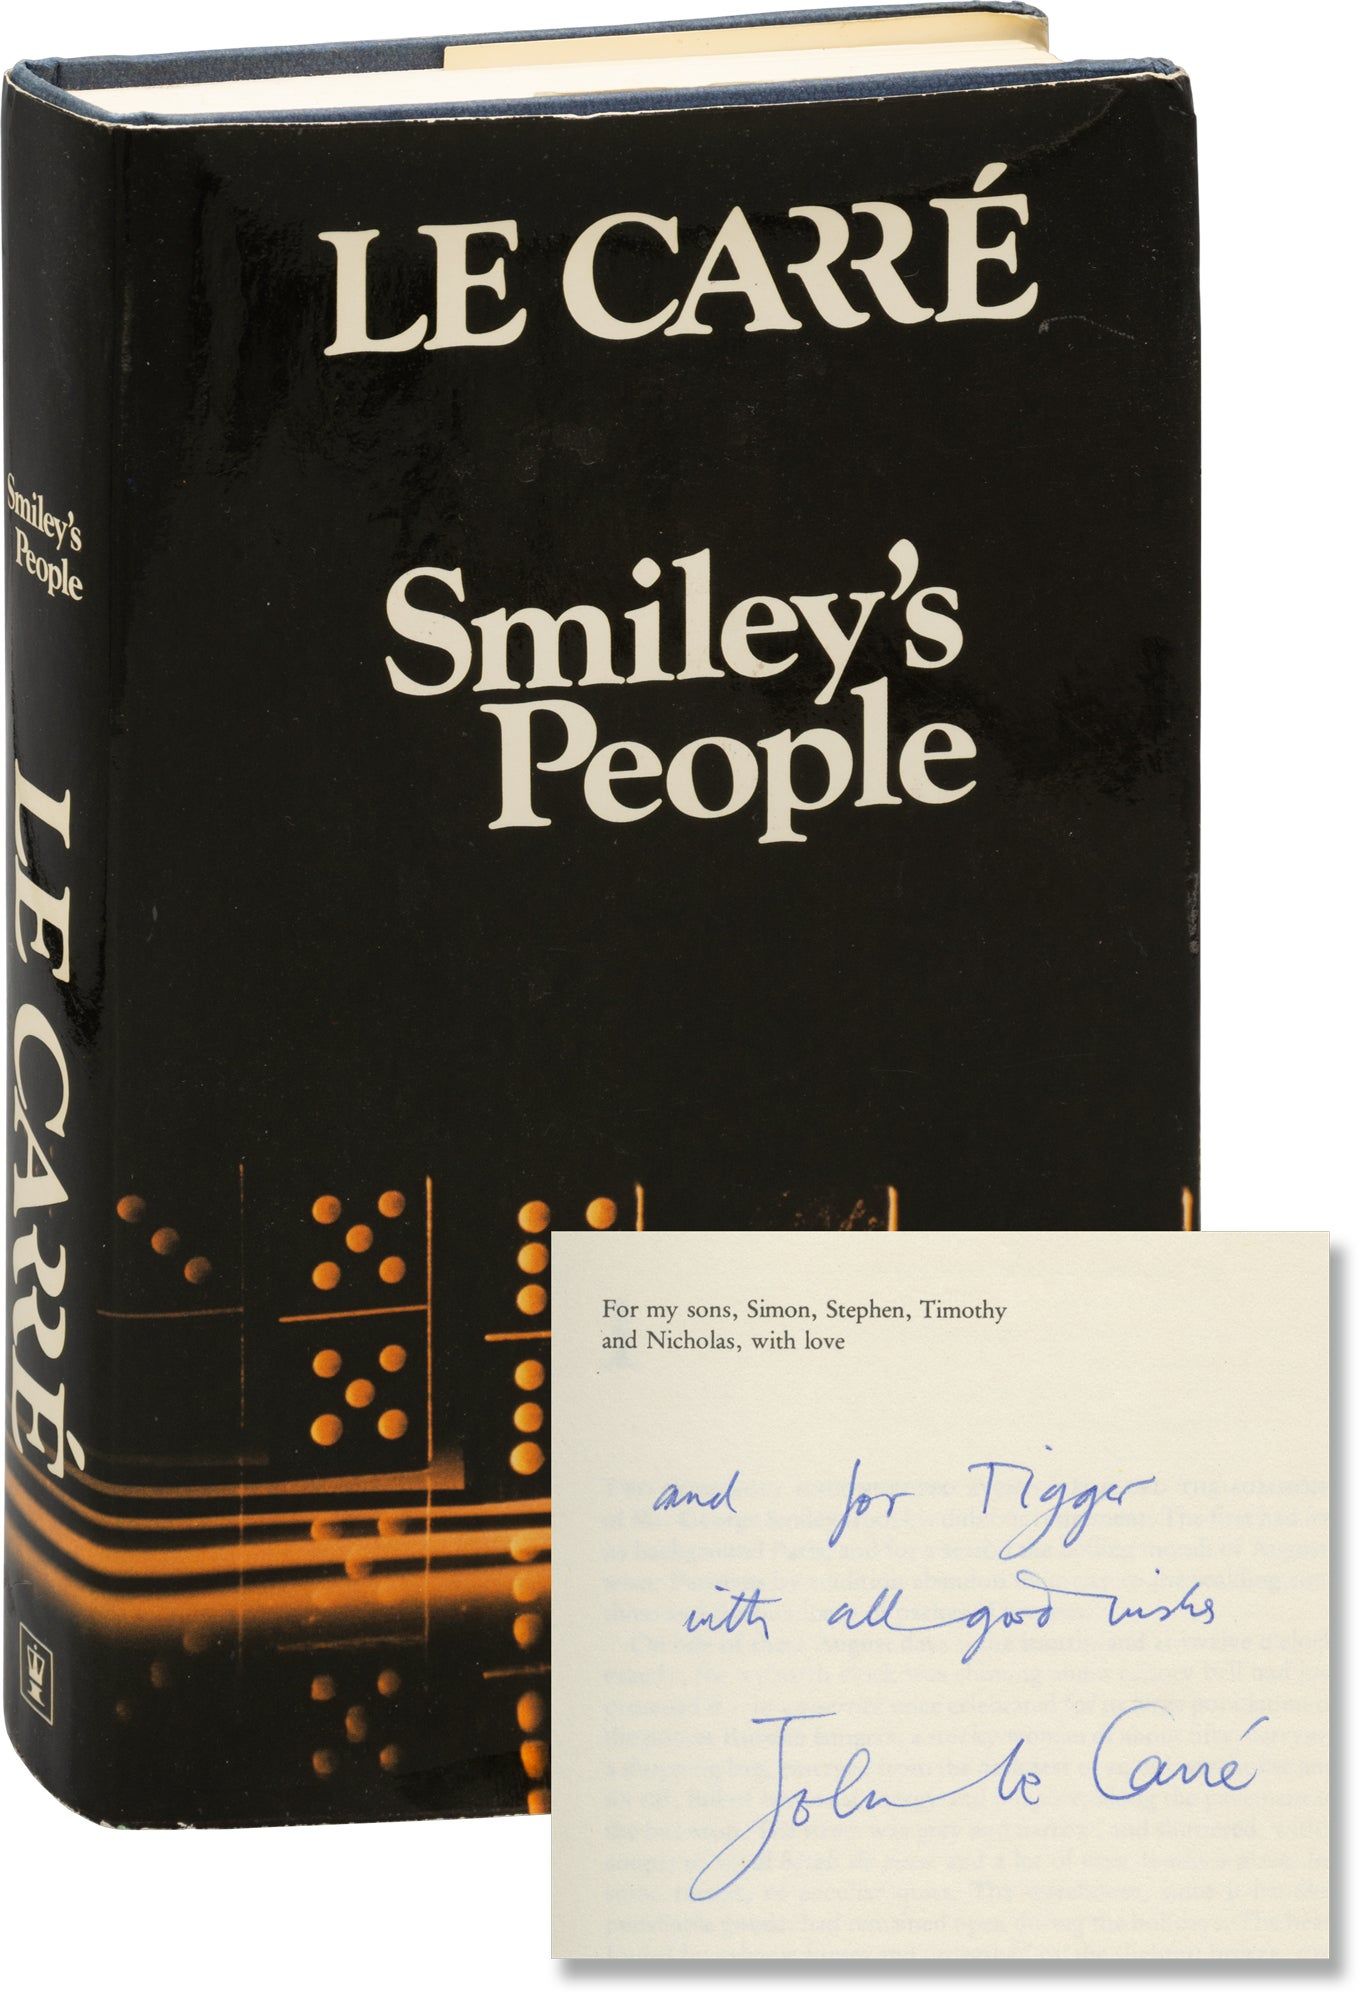 LE CARRÉ
Smiley's
People
Smiley's
People
LE CARRÉ
For my sons, Simon, Stephen, Timothy
and Nicholas, with love
and for Tigger
with all good wishes
John le Carré